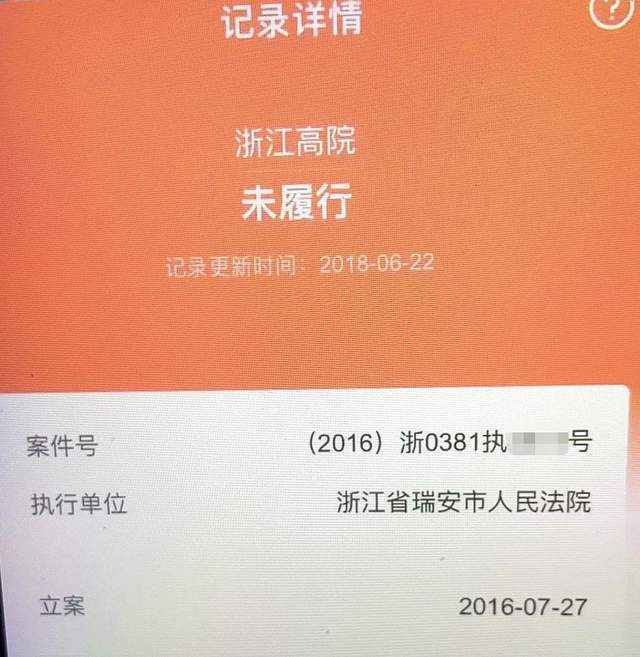 记录详情
?
浙江高院
未履行
记录更新时间：2018-06-22
案件号 （2016）浙0381执 号
执行单位 浙江省瑞安市人民法院
立案 2016-07-27